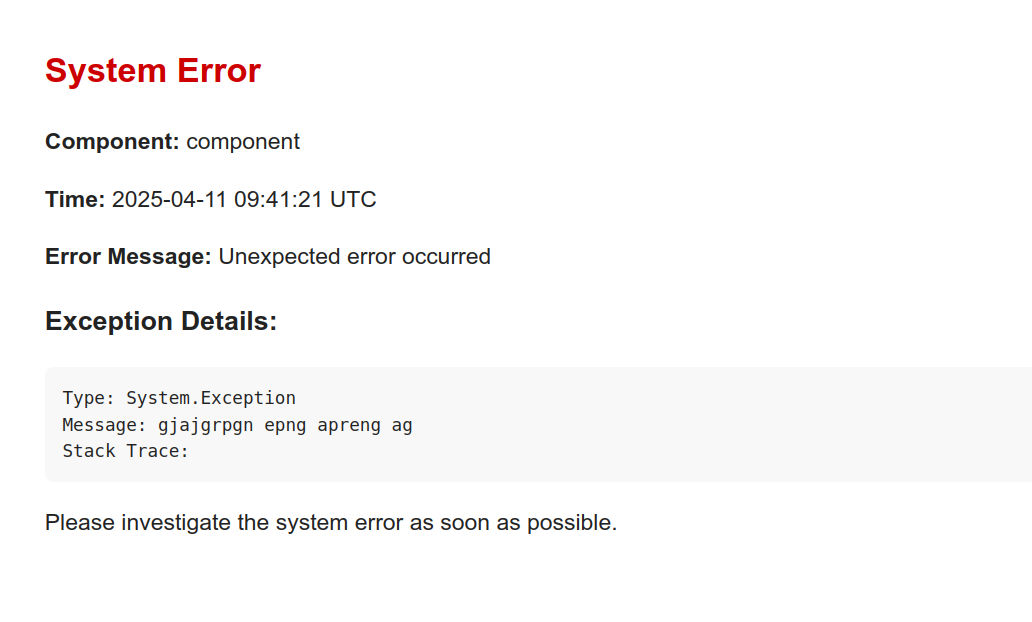 System Error
Component: component
Time: 2025-04-11 09:41:21 UTC
Error Message: Unexpected error occurred
Exception Details:
Type: System.Exception
Message: gjajgrpgn epng apreng ag
Stack Trace:
Please investigate the system error as soon as possible.